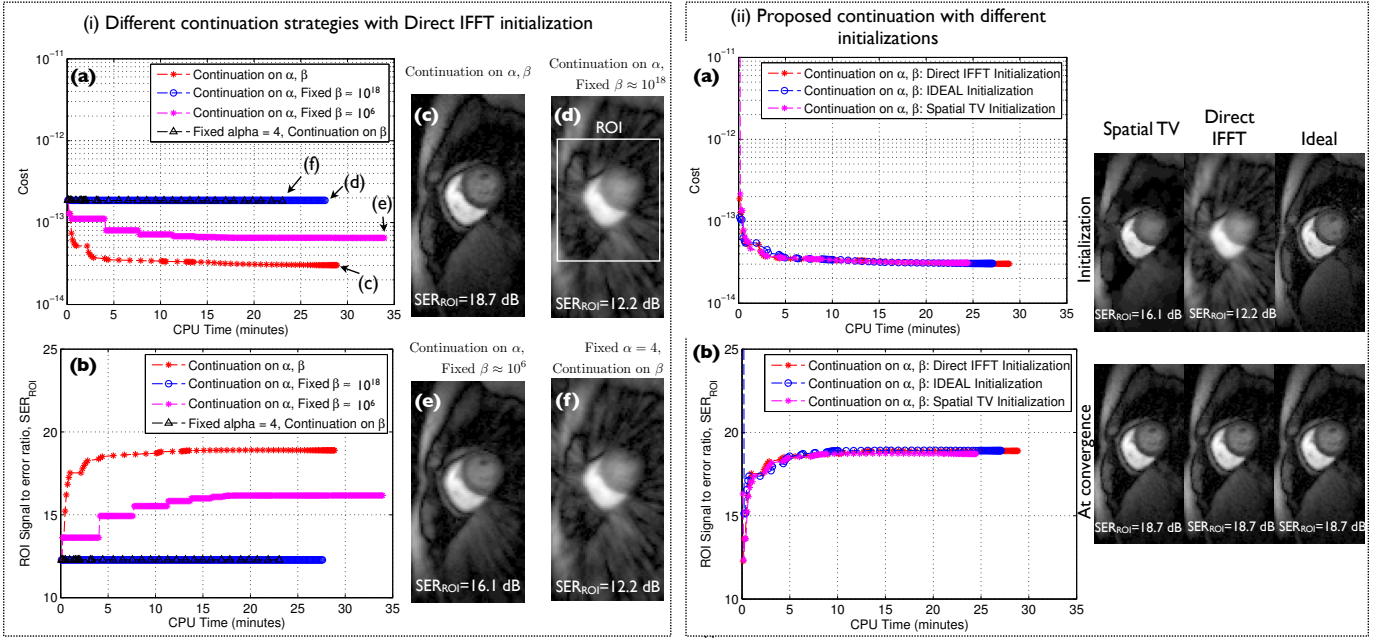 (i) Different continuation strategies with Direct IFFT initialization
(a)
10⁻¹¹
10⁻¹²
10⁻¹³
10⁻¹⁴
Cost
Continuation on α, β
Continuation on α, Fixed β ≈ 10¹⁸
Continuation on α, Fixed β ≈ 10⁶
Fixed alpha = 4, Continuation on β
(f)
(d)
(e)
(c)
0 5 10 15 20 25 30 35
CPU Time (minutes)
Continuation on α, β
(c)
SER_ROI=18.7 dB
Continuation on α,
Fixed β ≈ 10¹⁸
(d)
ROI
SER_ROI=12.2 dB
(b)
25
20
15
10
ROI Signal to error ratio, SER_ROI
Continuation on α, β
Continuation on α, Fixed β ≈ 10¹⁸
Continuation on α, Fixed β ≈ 10⁶
Fixed alpha = 4, Continuation on β
0 5 10 15 20 25 30 35
CPU Time (minutes)
Continuation on α,
Fixed β ≈ 10⁶
(e)
SER_ROI=16.1 dB
Fixed α = 4,
Continuation on β
(f)
SER_ROI=12.2 dB
(ii) Proposed continuation with different
initializations
(a)
10⁻¹¹
10⁻¹²
10⁻¹³
10⁻¹⁴
Cost
Continuation on α, β: Direct IFFT Initialization
Continuation on α, β: IDEAL Initialization
Continuation on α, β: Spatial TV Initialization
0 5 10 15 20 25 30 35
CPU Time (minutes)
Spatial TV
Direct
IFFT
Ideal
Initialization
SER_ROI=16.1 dB
SER_ROI=12.2 dB
(b)
25
20
15
10
ROI Signal to error ratio, SER_ROI
Continuation on α, β: Direct IFFT Initialization
Continuation on α, β: IDEAL Initialization
Continuation on α, β: Spatial TV Initialization
0 5 10 15 20 25 30 35
CPU Time (minutes)
At convergence
SER_ROI=18.7 dB
SER_ROI=18.7 dB
SER_ROI=18.7 dB